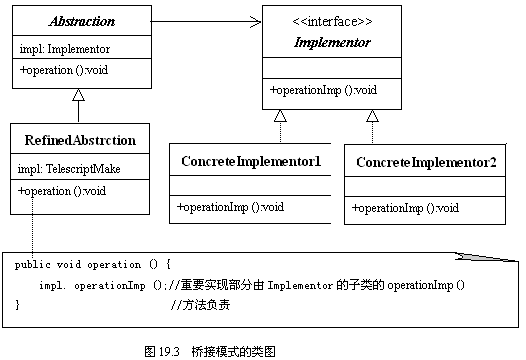 Abstraction
impl: Implementor
+operation ():void
<<interface>>
Implementor
+operationImp ():void
RefinedAbstrction
impl: TelescriptMake
+operation ():void
ConcreteImplementor1
+operationImp ():void
ConcreteImplementor2
+operationImp ():void
public void operation () {
impl. operationImp ();//重要实现部分由 Implementor 的子类的 operationImp ()
} //方法负责
图 19.3 桥接模式的类图